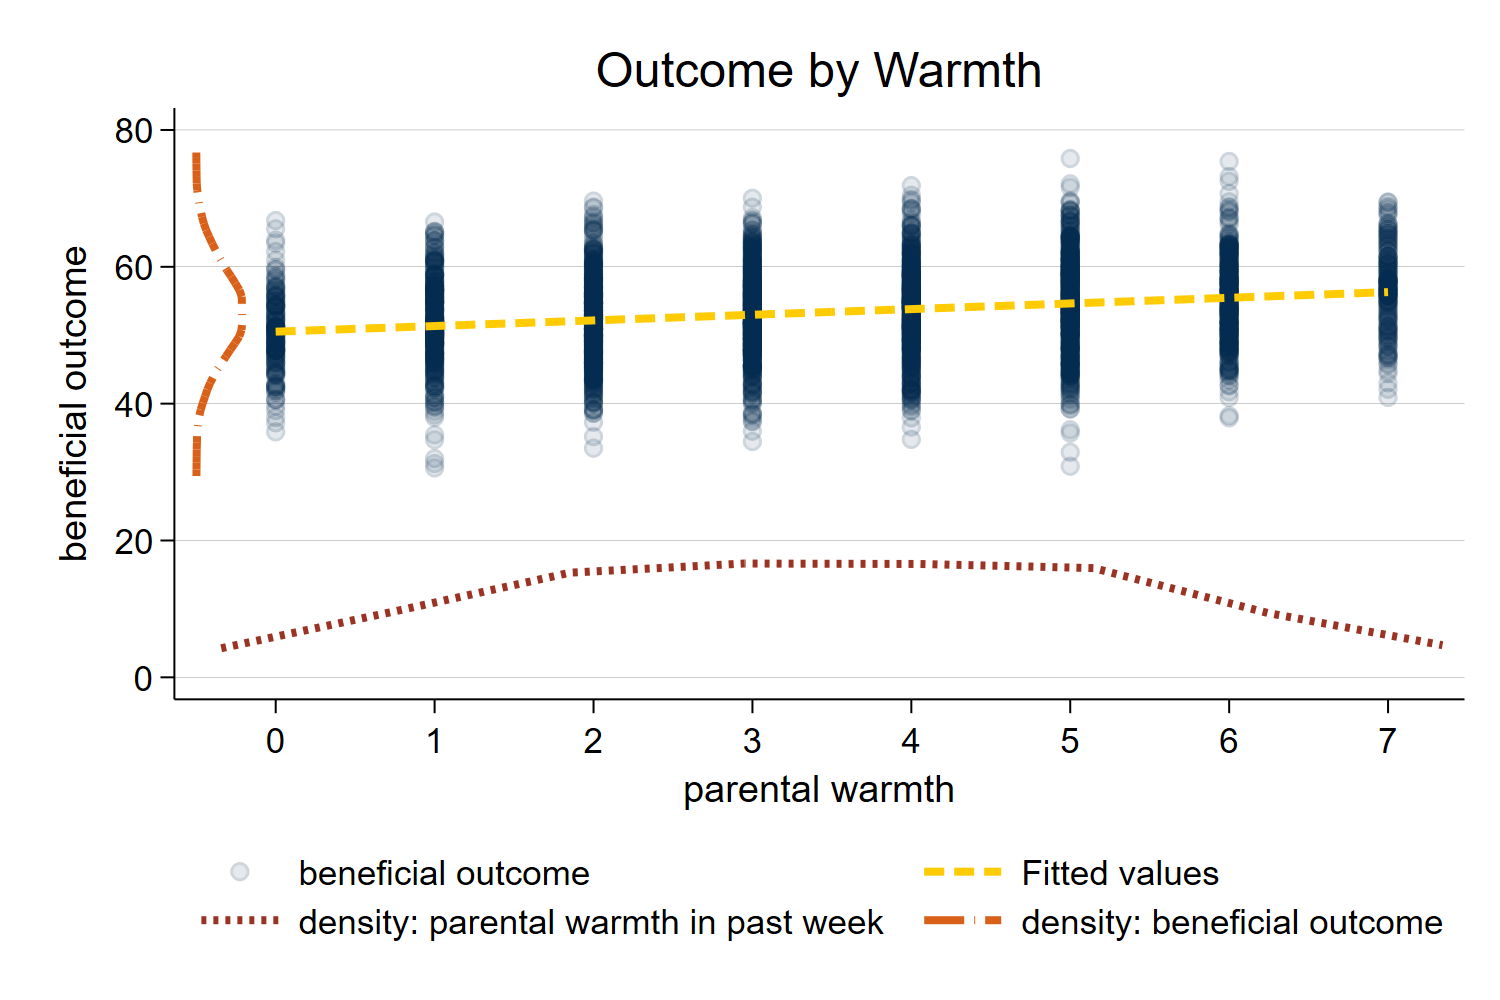 Outcome by Warmth
beneficial outcome
80
60
40
20
0
0 1 2 3 4 5 6 7
parental warmth
beneficial outcome
Fitted values
density: parental warmth in past week
density: beneficial outcome